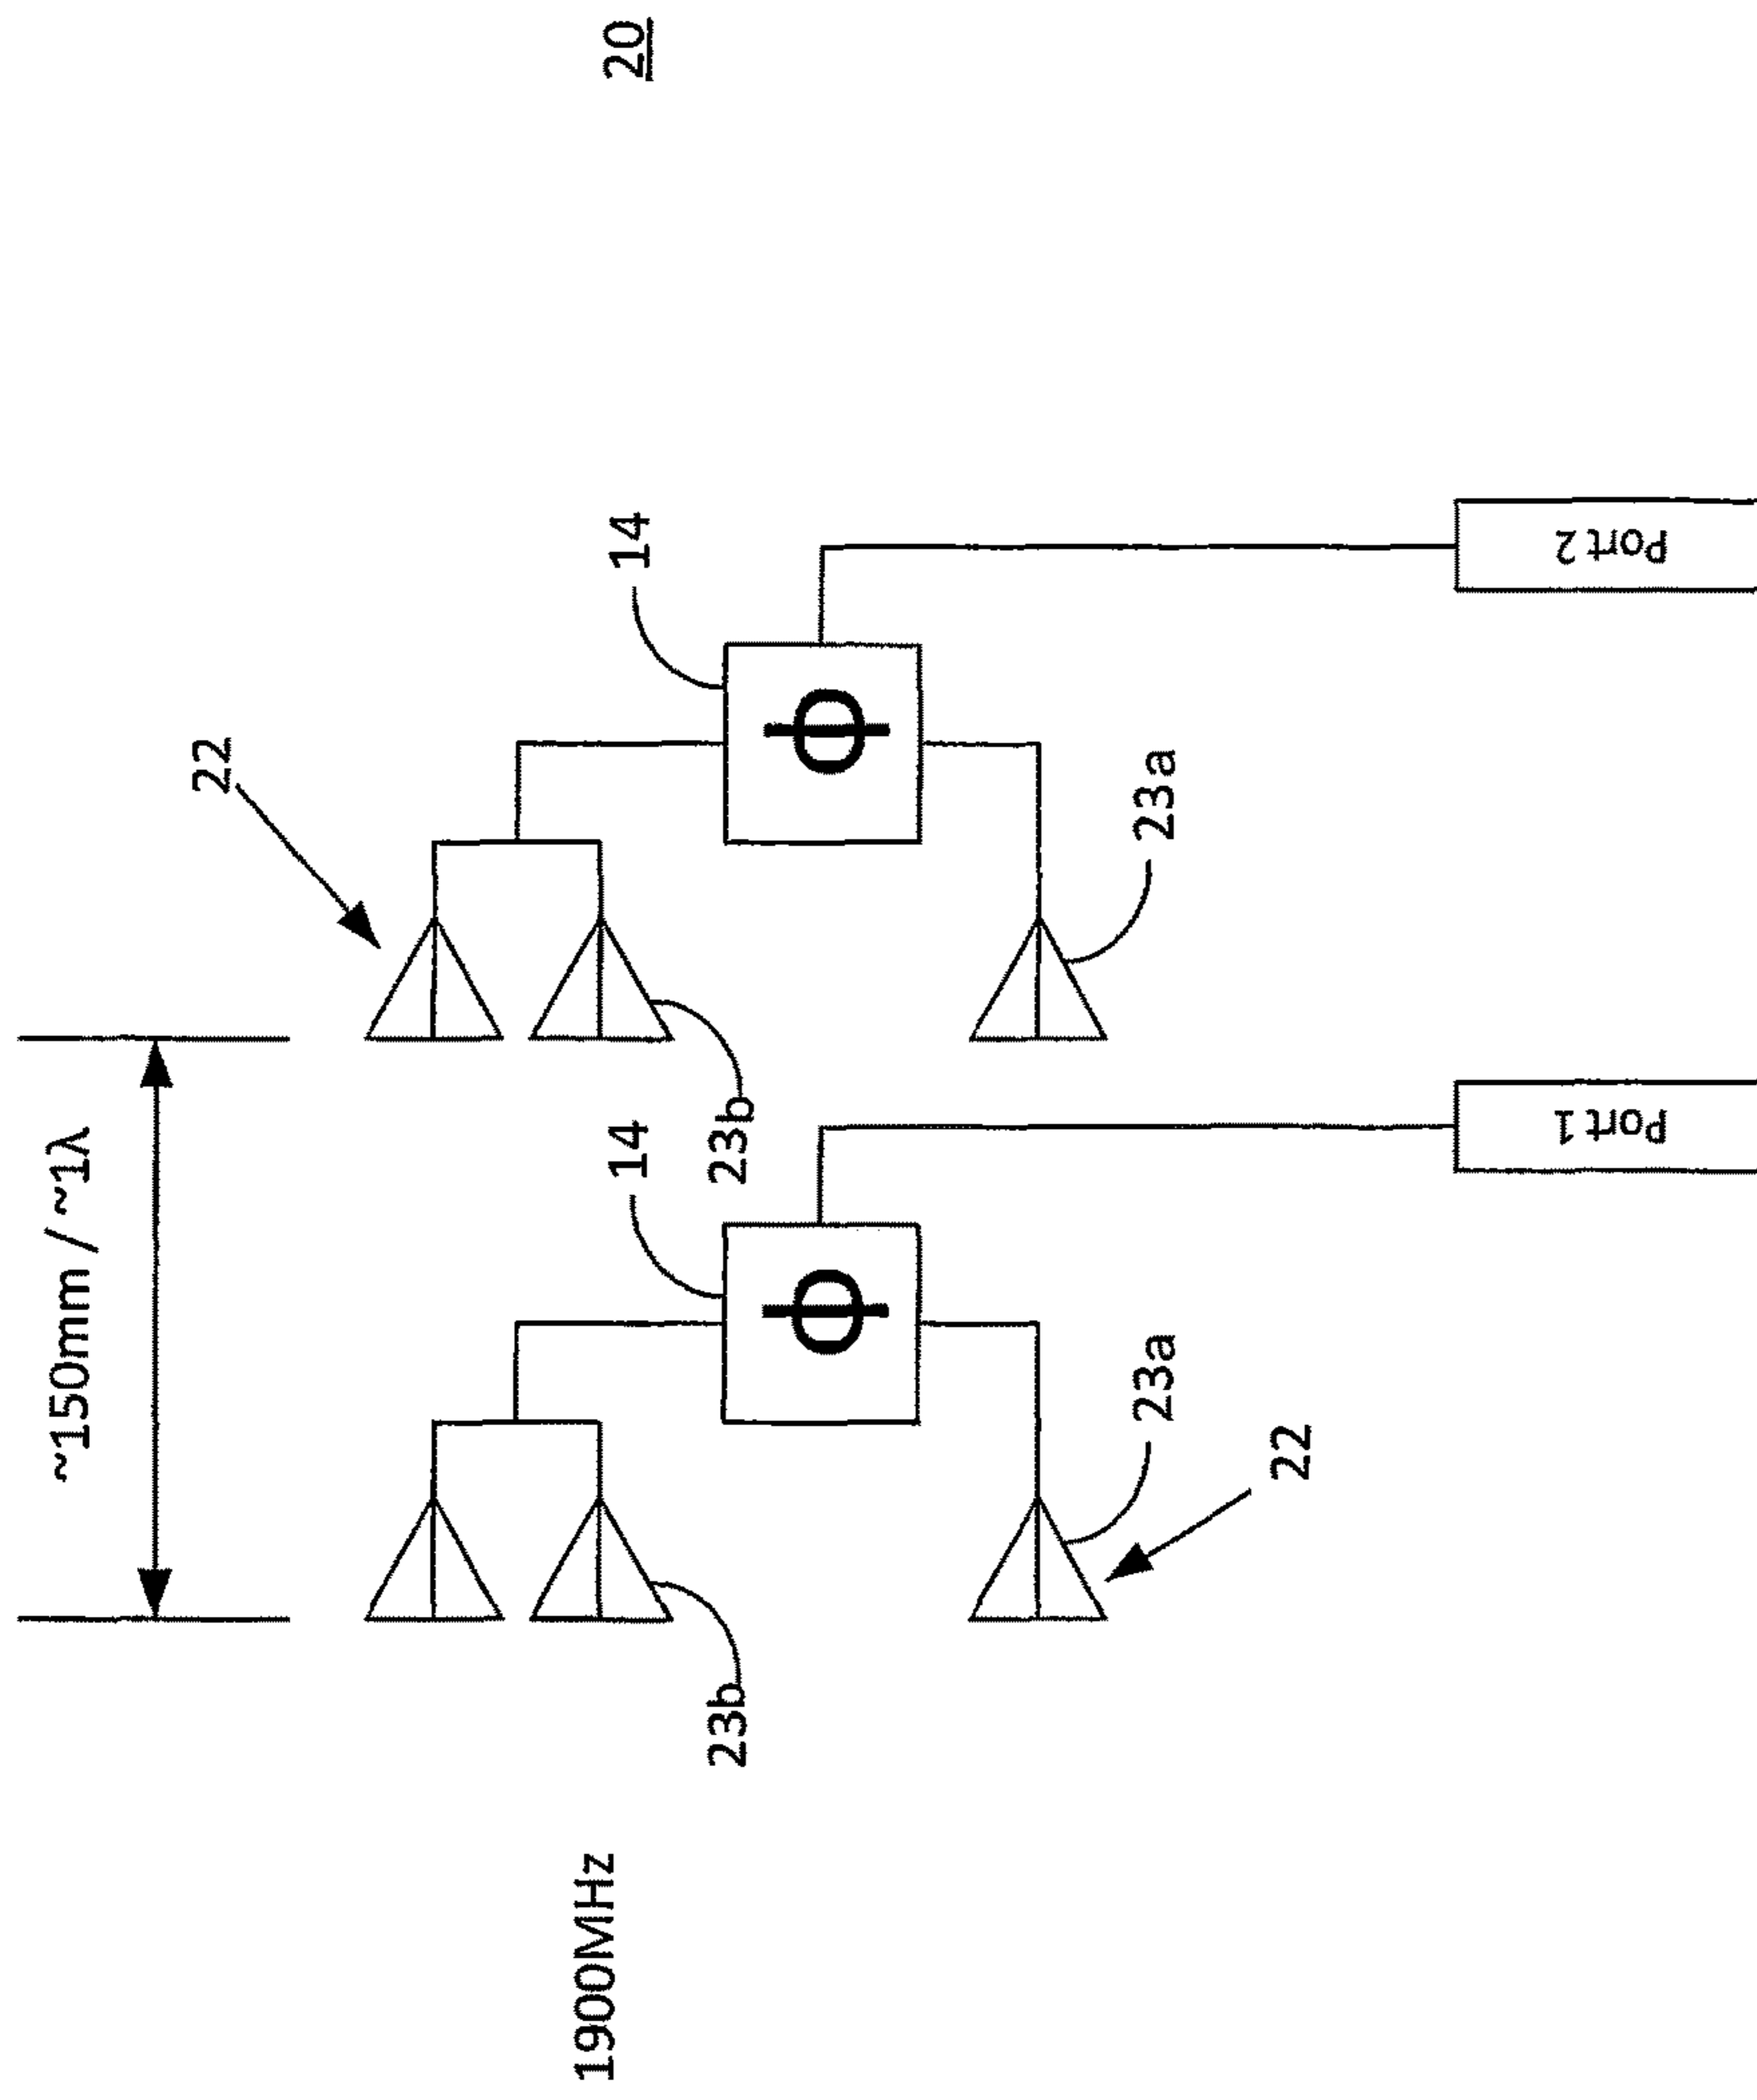 20
~150mm / ~1λ
22
14
14
23b
23a
Φ
Φ
23b
23a
22
1900MHz
Port 1
Port 2